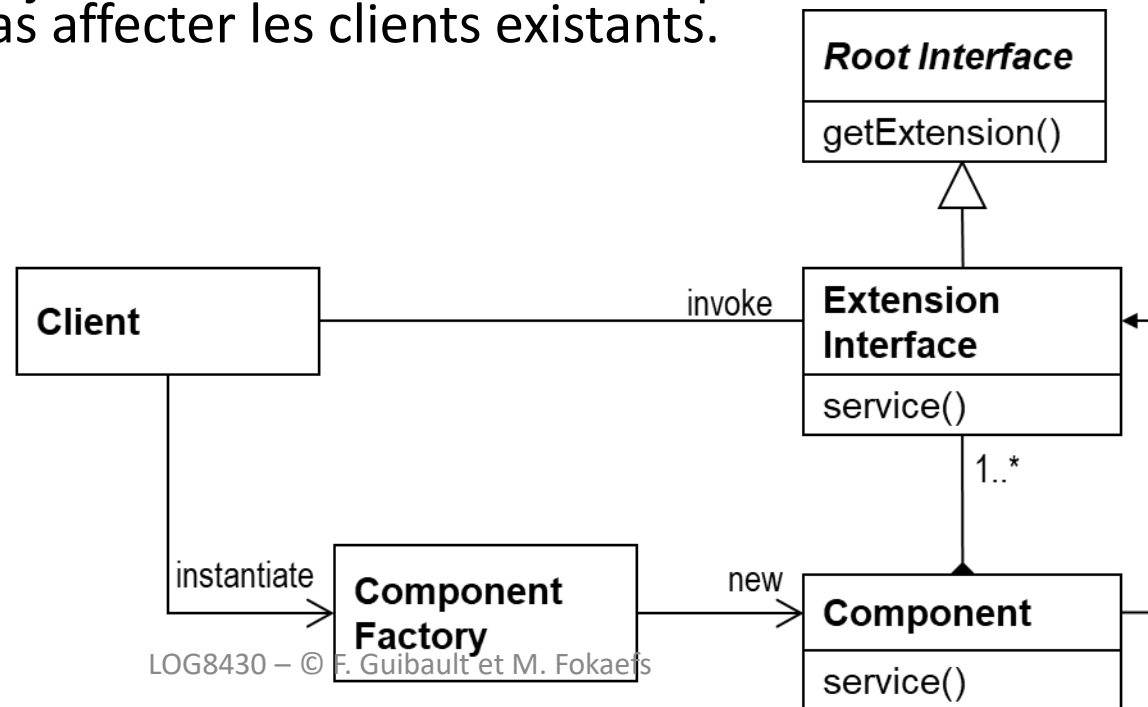 as affecter les clients existants.
Root Interface
getExtension()
Client
invoke
Extension
Interface
service()
1..*
instantiate
Component
Factory
new
Component
service()
LOG8430 – © F. Guibault et M. Fokaefs